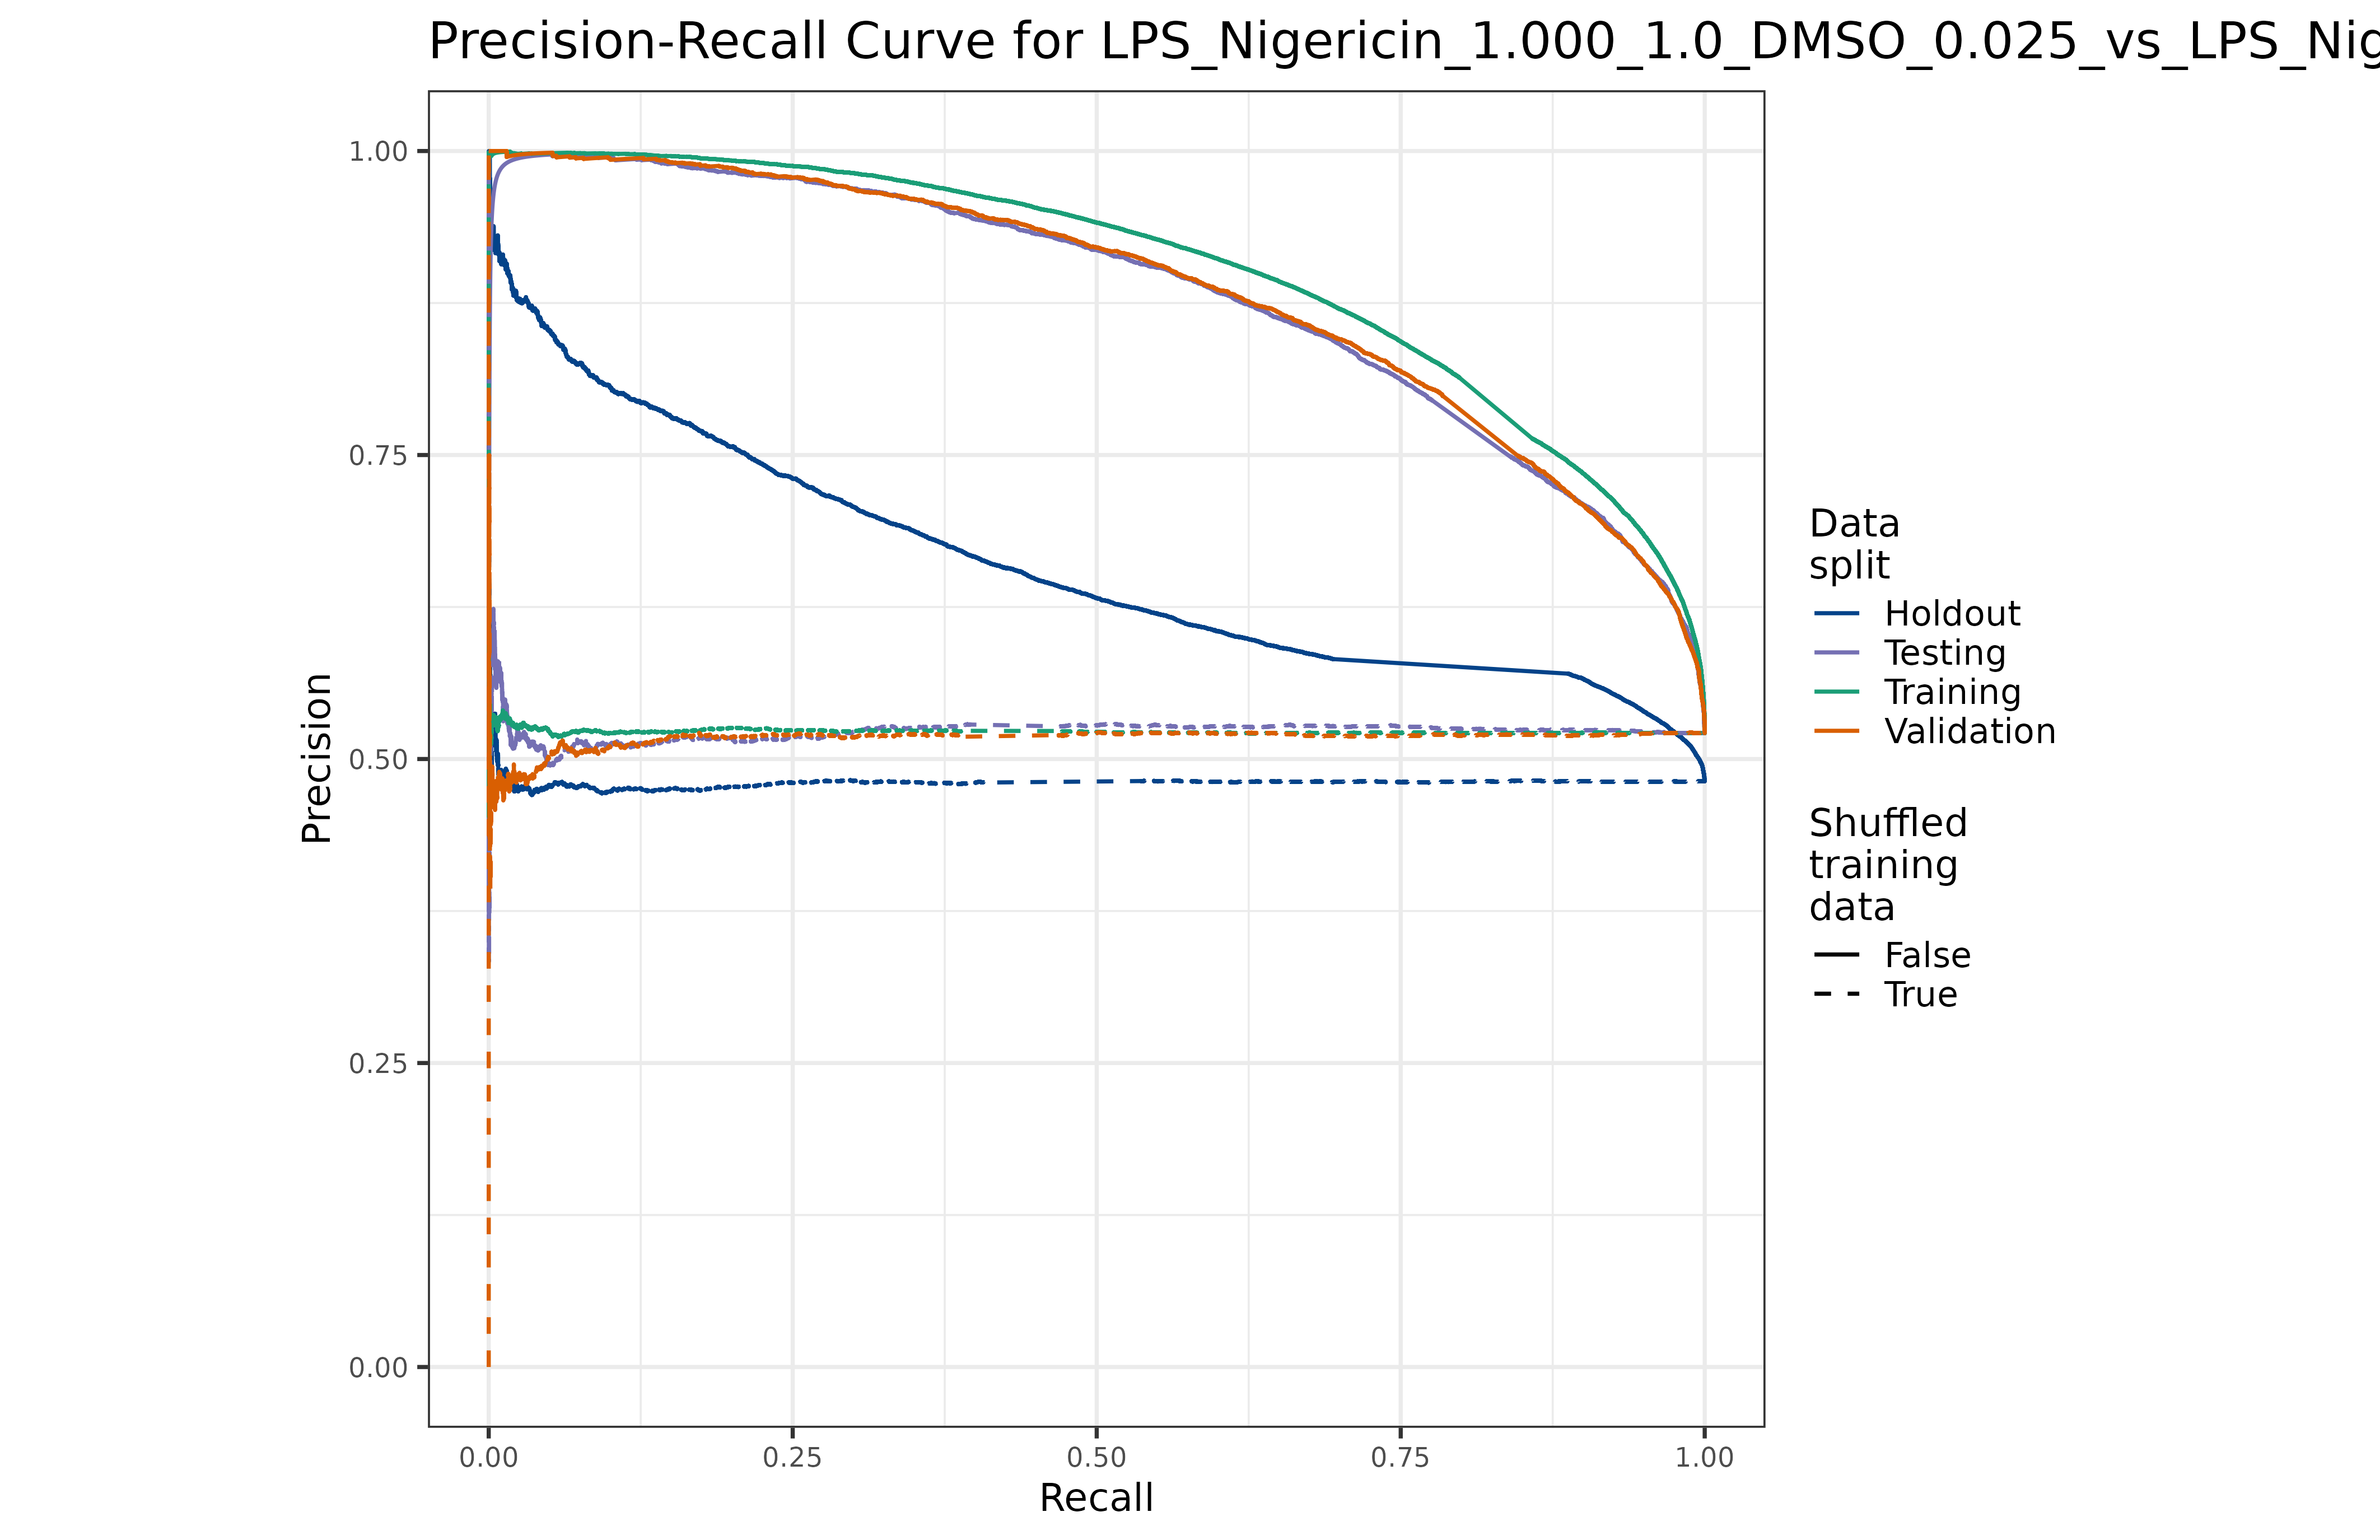 Precision-Recall Curve for LPS_Nigericin_1.000_1.0_DMSO_0.025_vs_LPS_Nig
1.00
0.75
0.50
0.25
0.00
Precision
0.00 0.25 0.50 0.75 1.00
Recall
Data
split
Holdout
Testing
Training
Validation
Shuffled
training
data
False
True